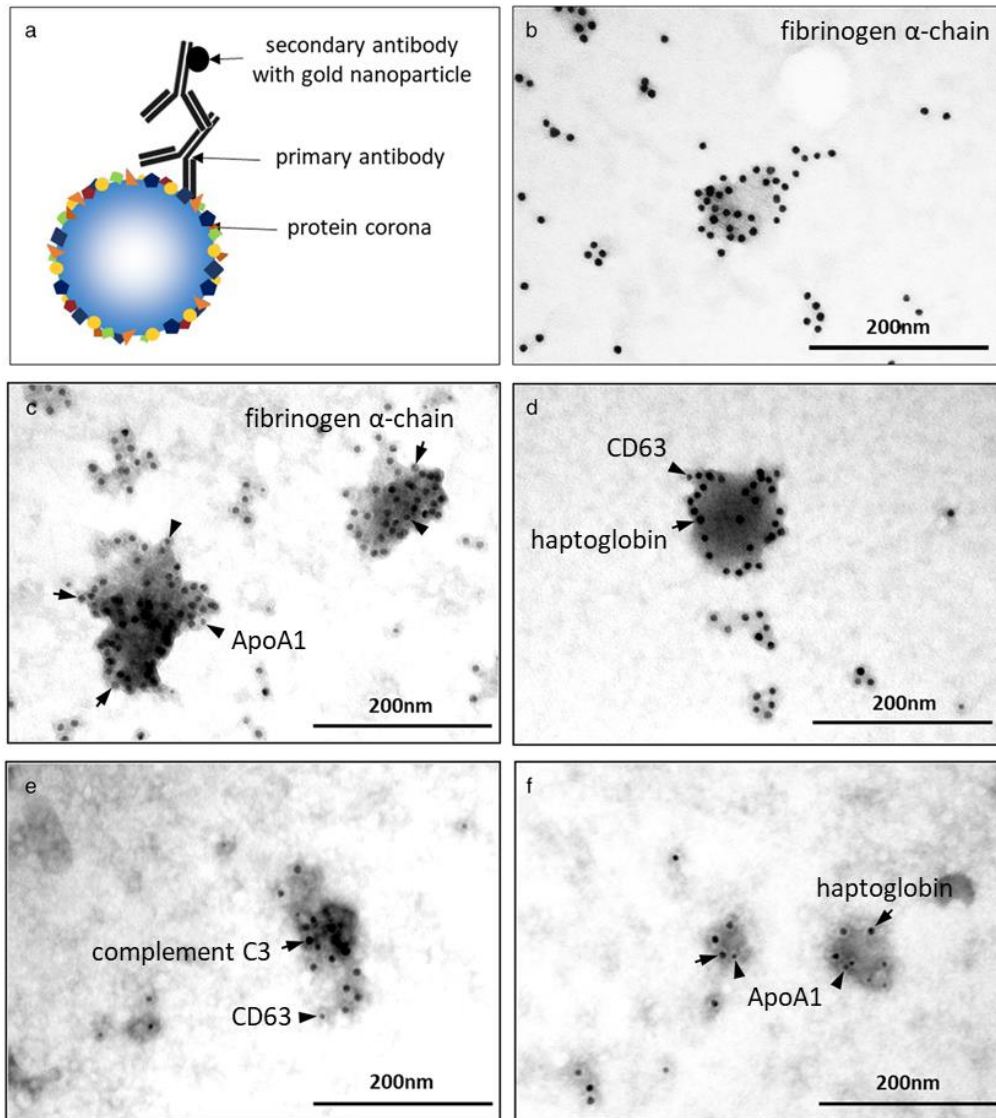 a
secondary antibody
with gold nanoparticle
primary antibody
protein corona
b
fibrinogen α-chain
200nm
c
fibrinogen α-chain
ApoA1
200nm
d
CD63
haptoglobin
200nm
e
complement C3
CD63
200nm
f
haptoglobin
ApoA1
200nm